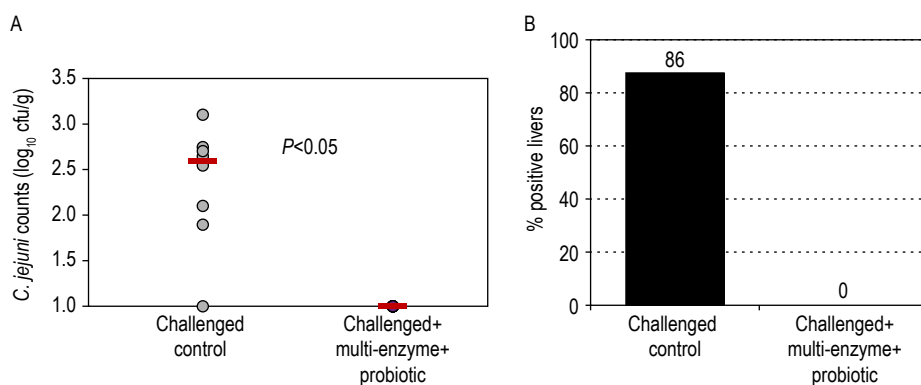 A
C. jejuni counts (log10 cfu/g)
3.5
3.0
2.5
2.0
1.5
1.0
P<0.05
Challenged
control
Challenged+
multi-enzyme+
probiotic
B
% positive livers
100
80
60
40
20
0
86
0
Challenged
control
Challenged+
multi-enzyme+
probiotic